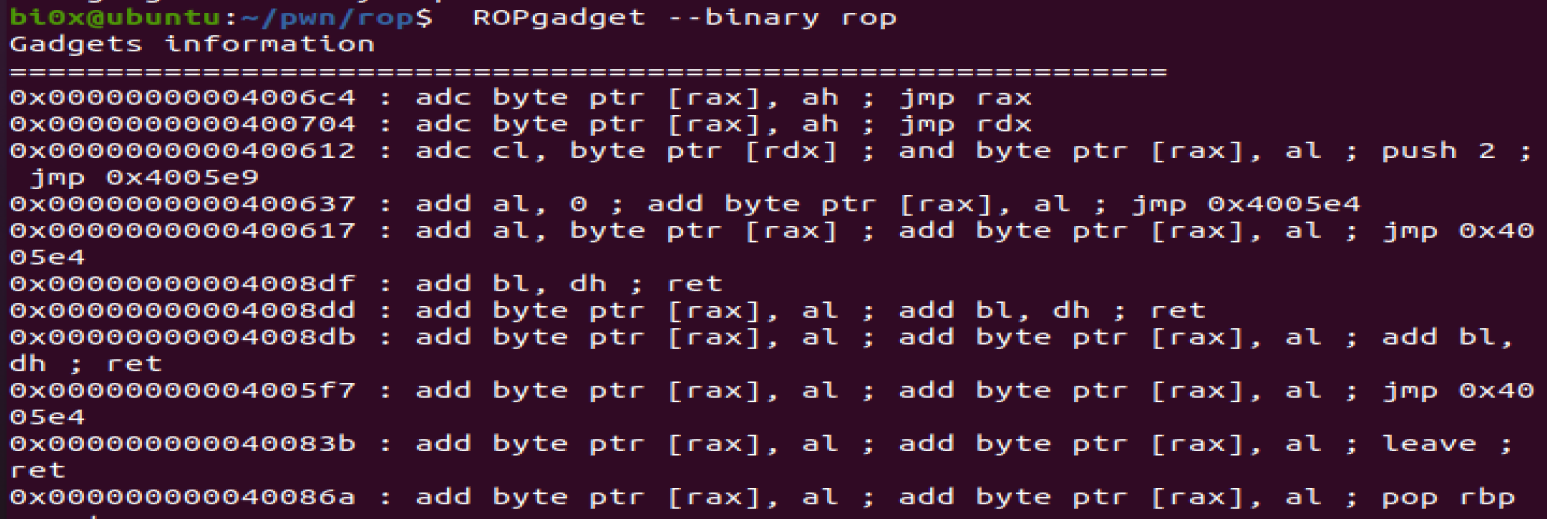 bi0x@ubuntu:~/pwn/rop$  ROPgadget --binary rop
Gadgets information
============================================================
0x00000000004006c4 : adc byte ptr [rax], ah ; jmp rax
0x0000000000400704 : adc byte ptr [rax], ah ; jmp rdx
0x0000000000400612 : adc cl, byte ptr [rdx] ; and byte ptr [rax], al ; push 2 ;
 jmp 0x4005e9
0x0000000000400637 : add al, 0 ; add byte ptr [rax], al ; jmp 0x4005e4
0x0000000000400617 : add al, byte ptr [rax] ; add byte ptr [rax], al ; jmp 0x40
05e4
0x00000000004008df : add bl, dh ; ret
0x00000000004008dd : add byte ptr [rax], al ; add bl, dh ; ret
0x00000000004008db : add byte ptr [rax], al ; add byte ptr [rax], al ; add bl,
dh ; ret
0x00000000004005f7 : add byte ptr [rax], al ; add byte ptr [rax], al ; jmp 0x40
05e4
0x000000000040083b : add byte ptr [rax], al ; add byte ptr [rax], al ; leave ;
ret
0x000000000040086a : add byte ptr [rax], al ; add byte ptr [rax], al ; pop rbp